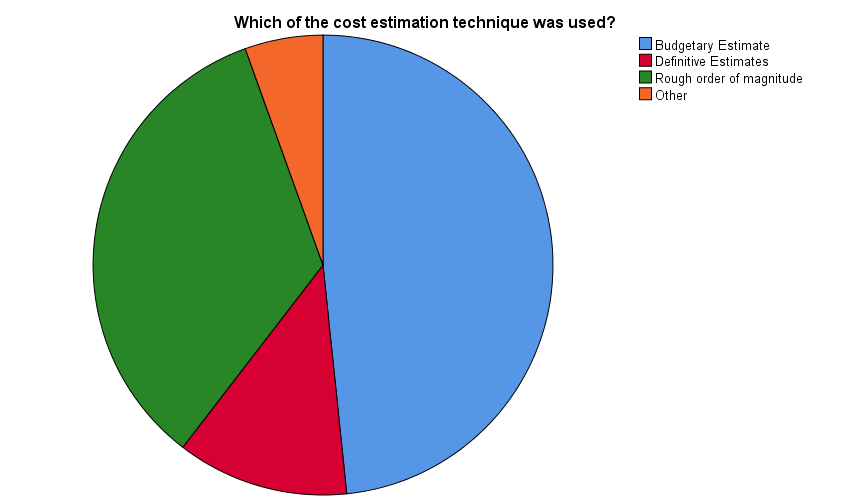 Which of the cost estimation technique was used?
Budgetary Estimate
Definitive Estimates
Rough order of magnitude
Other